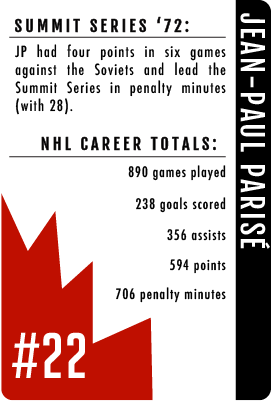 SUMMIT SERIES ‘72:
JP had four points in six games
against the Soviets and lead the
Summit Series in penalty minutes
(with 28).
NHL CAREER TOTALS:
890 games played
238 goals scored
356 assists
594 points
706 penalty minutes
#22
JEAN-PAUL PARISÉ